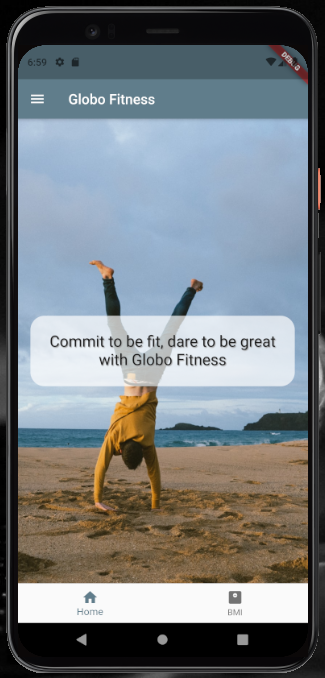 6:59
DEBUG
Globo Fitness
Commit to be fit, dare to be great
with Globo Fitness
Home
BMI